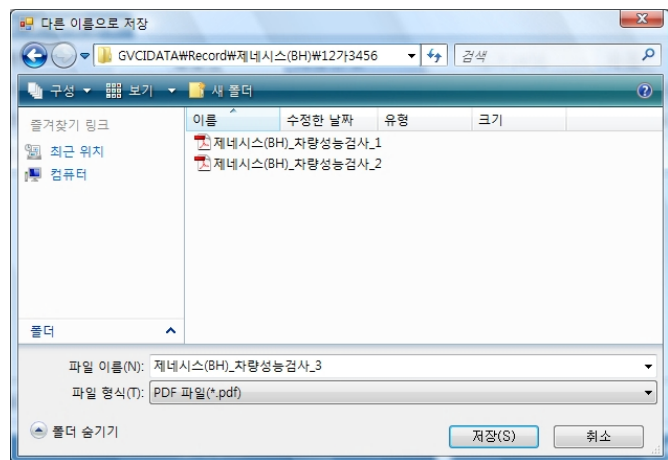 다른 이름으로 저장
GVCIDATA₩Record₩제네시스(BH)₩12가3456
검색
구성 보기 새 폴더
즐겨찾기 링크
최근 위치
컴퓨터
폴더
이름 수정한 날짜 유형 크기
제네시스(BH)_차량성능검사_1
제네시스(BH)_차량성능검사_2
파일 이름(N): 제네시스(BH)_차량성능검사_3
파일 형식(T): PDF 파일(*.pdf)
폴더 숨기기 저장(S) 취소